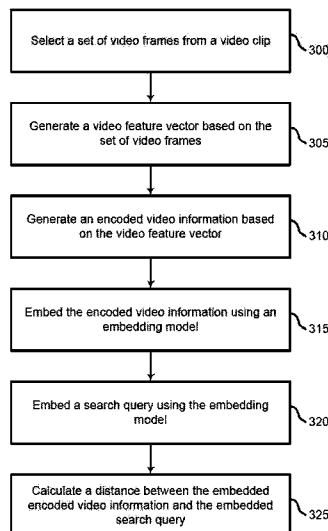 Select a set of video frames from a video clip
300
Generate a video feature vector based on the
set of video frames
305
Generate an encoded video information based
on the video feature vector
310
Embed the encoded video information using an
embedding model
315
Embed a search query using the embedding
model
320
Calculate a distance between the embedded
encoded video information and the embedded
search query
325